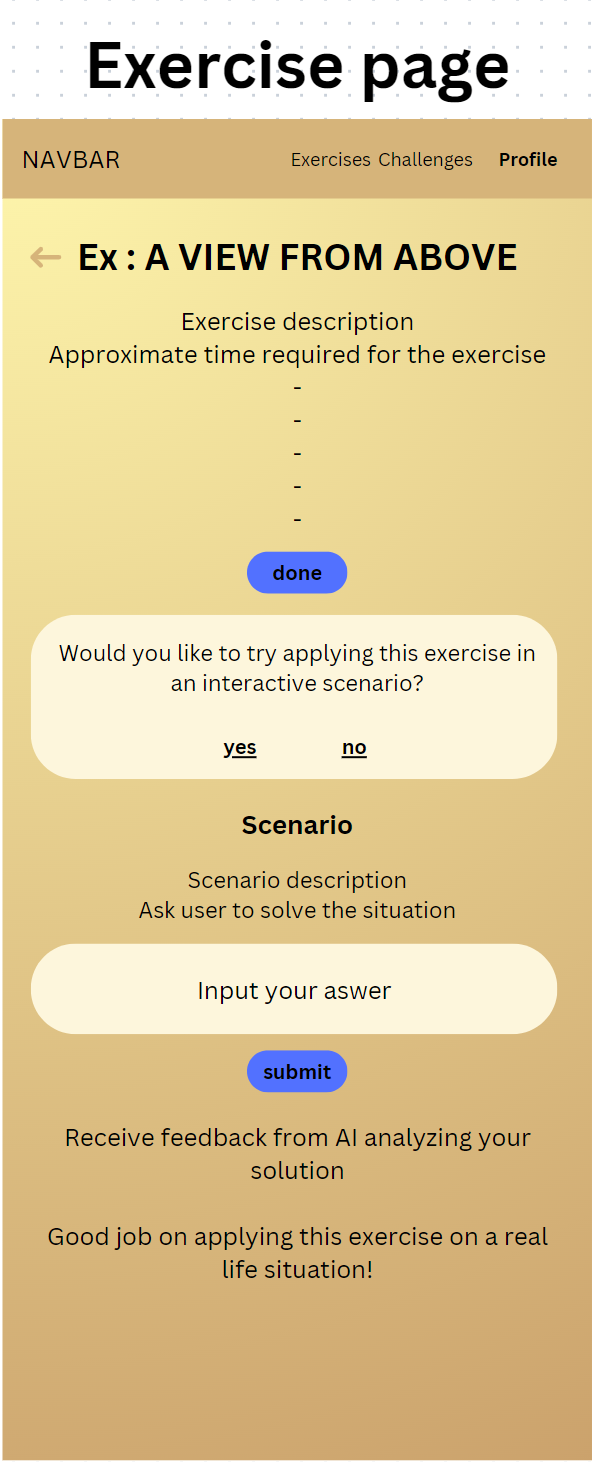 Exercise page
NAVBAR
Exercises Challenges Profile
Ex : A VIEW FROM ABOVE
Exercise description
Approximate time required for the exercise
-
-
-
-
-
done
Would you like to try applying this exercise in
an interactive scenario?
yes no
Scenario
Scenario description
Ask user to solve the situation
Input your aswer
submit
Receive feedback from AI analyzing your
solution
Good job on applying this exercise on a real
life situation!